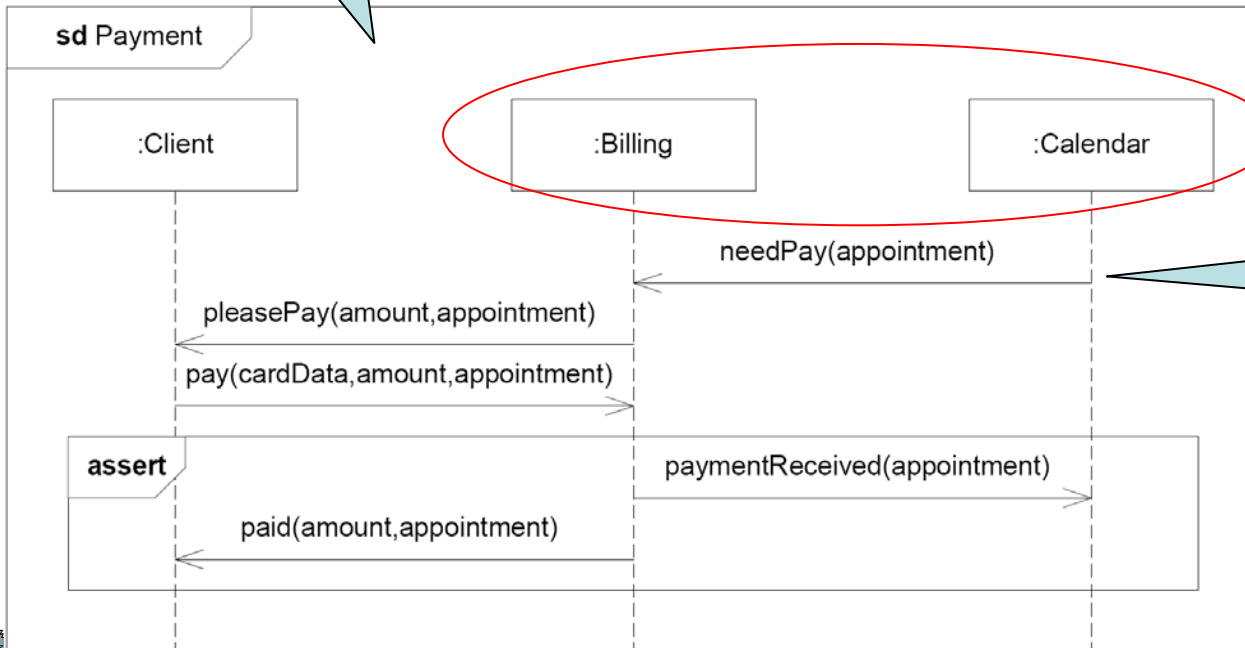 sd Payment
:Client
:Billing
:Calendar
needPay(appointment)
pleasePay(amount,appointment)
pay(cardData,amount,appointment)
assert
paymentReceived(appointment)
paid(amount,appointment)